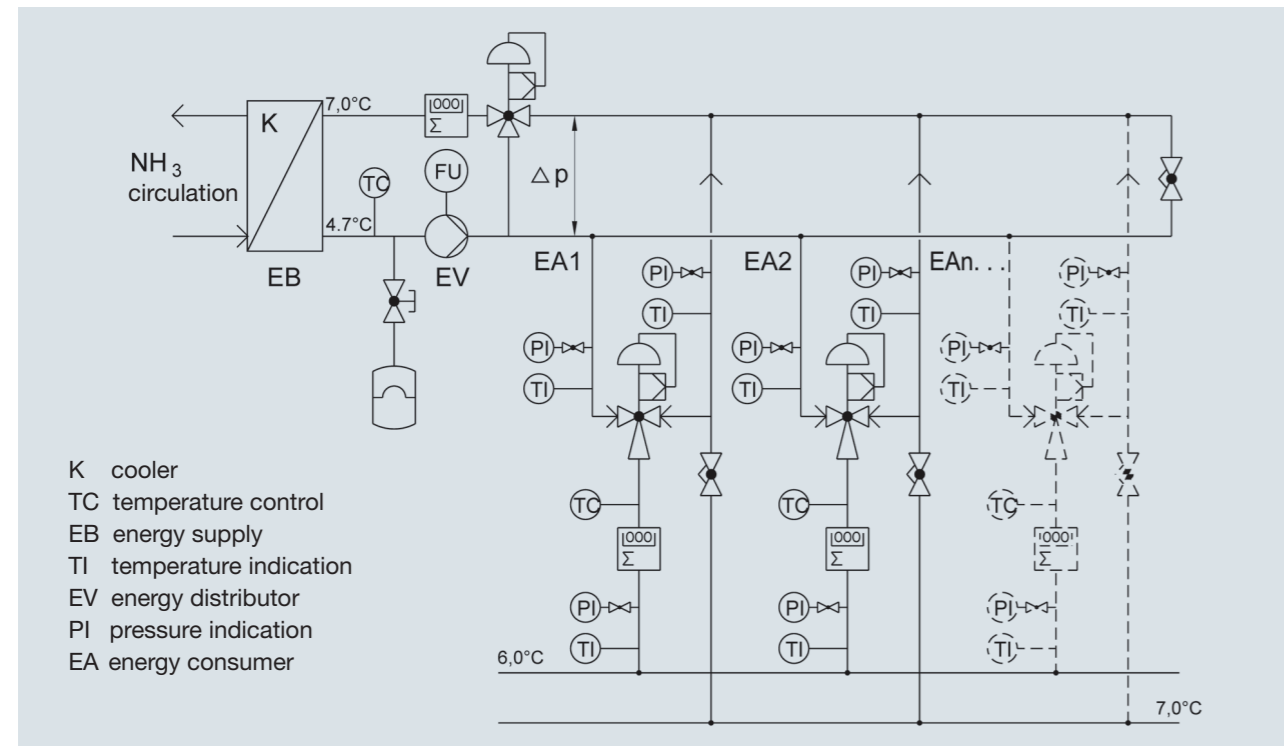 |000|
Σ
7,0°C
K
NH3
circulation
TC
FU
△ p
4.7°C
EB
EV
EA1
PI
EA2
PI
EAn...
PI
TI
TI
TI
PI
PI
PI
TI
TI
TI
K cooler
TC temperature control
EB energy supply
TI temperature indication
EV energy distributor
PI pressure indication
EA energy consumer
TC
TC
TC
|000|
Σ
|000|
Σ
|000|
Σ
PI
PI
PI
TI
TI
TI
6,0°C
7,0°C